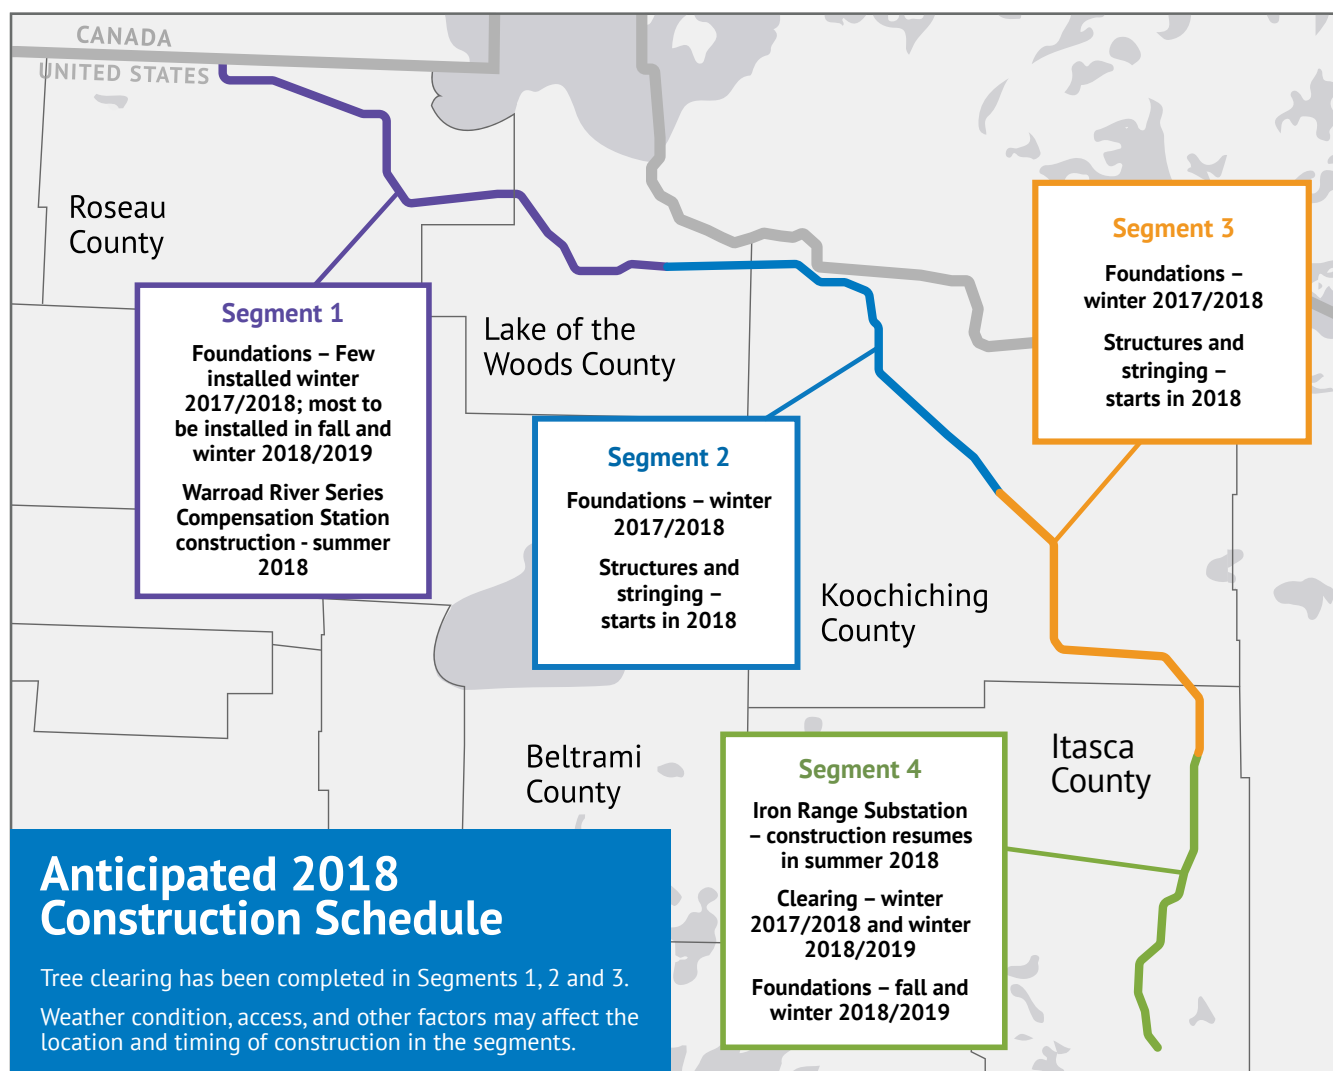 CANADA
UNITED STATES
Roseau
County
Segment 1
Foundations – Few
installed winter
2017/2018; most to
be installed in fall and
winter 2018/2019
Warroad River Series
Compensation Station
construction - summer
2018
Lake of the
Woods County
Segment 2
Foundations – winter
2017/2018
Structures and
stringing –
starts in 2018
Segment 3
Foundations –
winter 2017/2018
Structures and
stringing –
starts in 2018
Koochiching
County
Beltrami
County
Itasca
County
Segment 4
Iron Range Substation
– construction resumes
in summer 2018
Clearing – winter
2017/2018 and winter
2018/2019
Foundations – fall and
winter 2018/2019
Anticipated 2018
Construction Schedule
Tree clearing has been completed in Segments 1, 2 and 3.
Weather condition, access, and other factors may affect the
location and timing of construction in the segments.